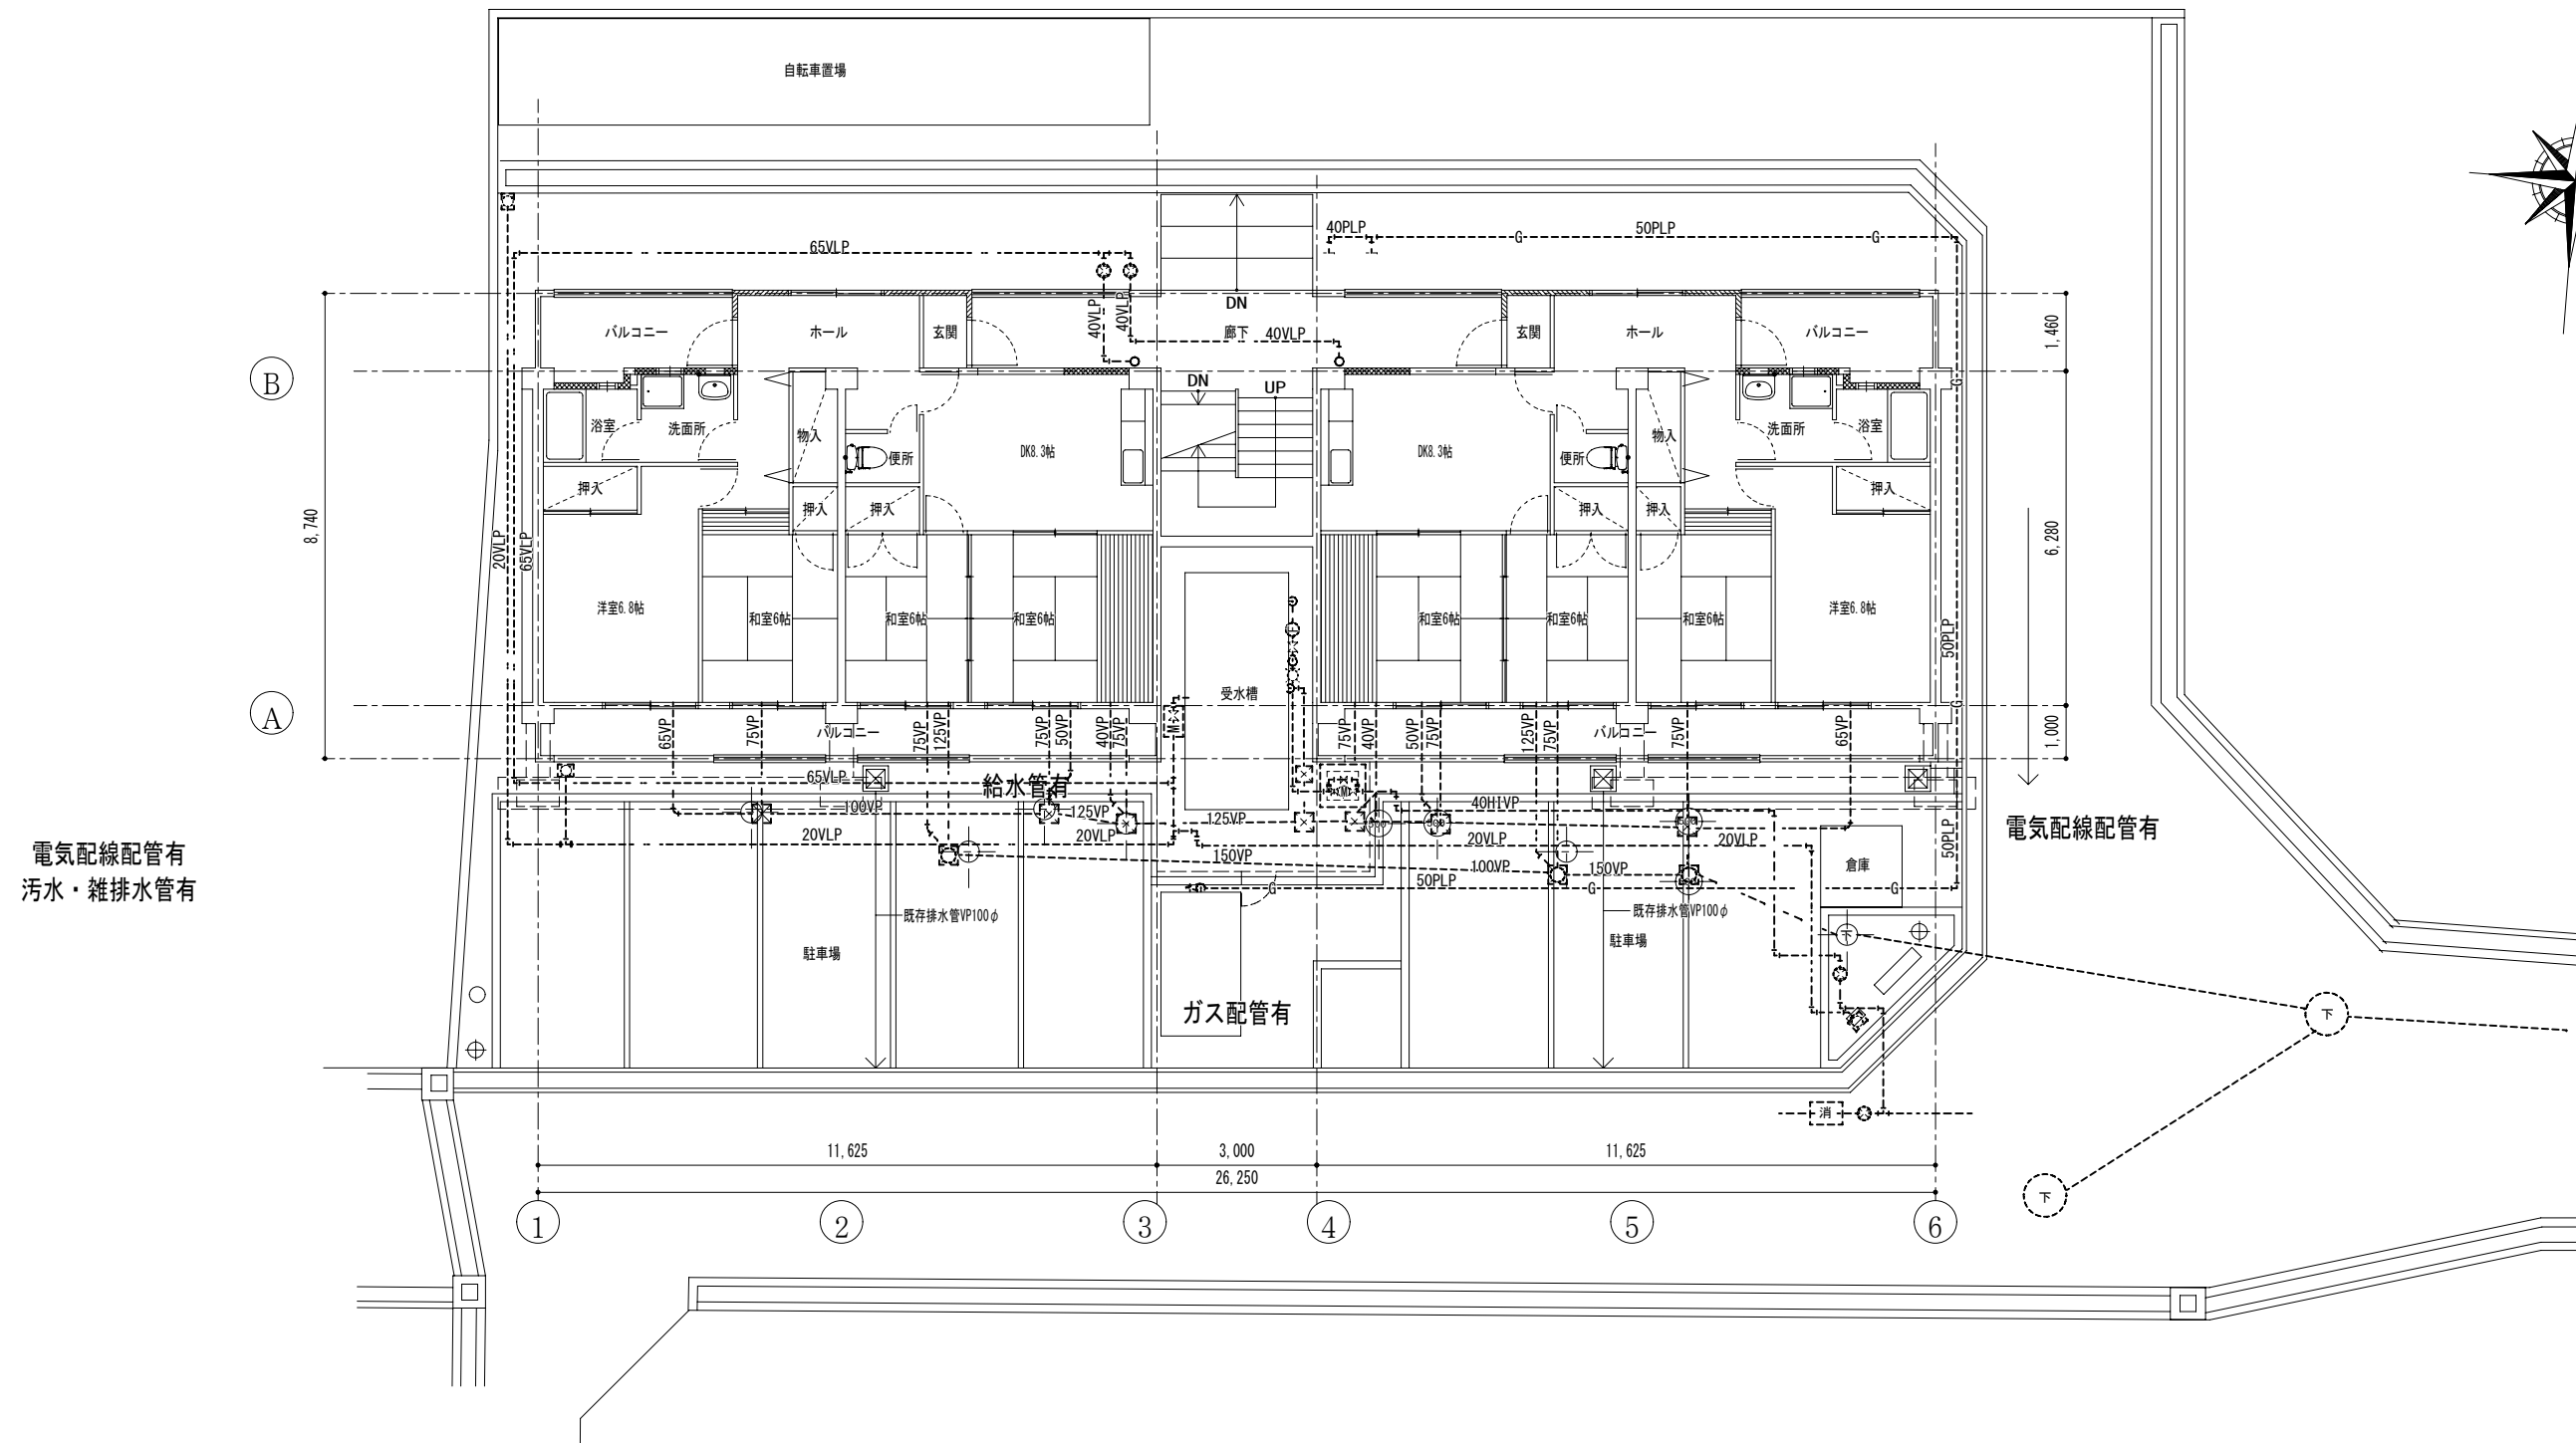 自転車置場
65VLP
40PLP
G
50PLP
G
40VLP
40VLP
DN
廊下
40VLP
バルコニー
ホール
玄関
玄関
ホール
バルコニー
1,460
B
DN
UP
G
浴室
洗面所
物入
便所
DK8.3帖
DK8.3帖
便所
物入
洗面所
浴室
押入
押入
押入
押入
押入
押入
8,740
20VLP
65VLP
6,280
洋室6.8帖
和室6帖
和室6帖
和室6帖
和室6帖
和室6帖
和室6帖
洋室6.8帖
50PLP
受水槽
G
A
65VP
75VP
バルコニー
75VP
125VP
75VP
50VP
40VP
75VP
M
75VP
40VP
50VP
75VP
125VP
75VP
バルコニー
75VP
65VP
1,000
65VLP
給水管有
M
100VP
125VP
125VP
40HIVP
20VLP
20VLP
20VLP
20VLP
50PLP
電気配線配管有
電気配線配管有
汚水・雑排水管有
150VP
100VP
150VP
倉庫
G
50PLP
G
G
既存排水管VP100φ
既存排水管VP100φ
駐車場
駐車場
下
ガス配管有
下
消
11,625
3,000
11,625
26,250
下
1
2
3
4
5
6